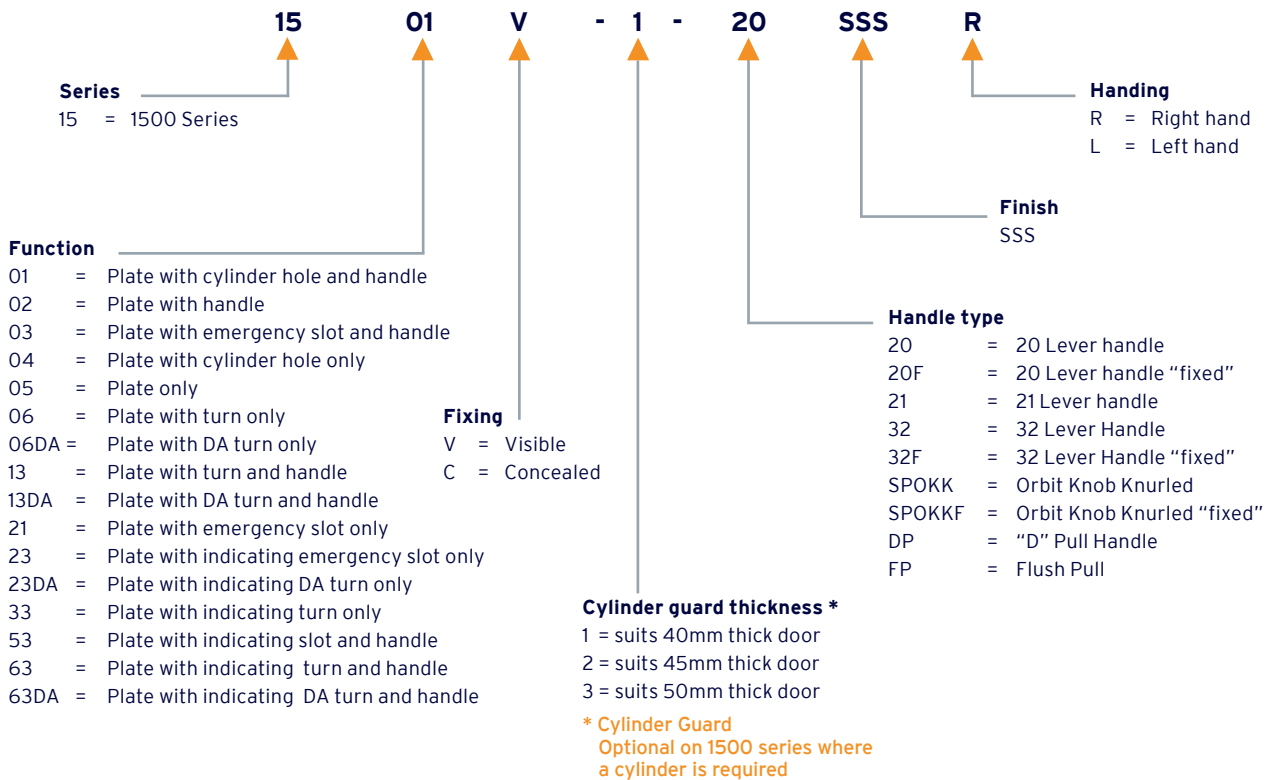 15 01 V - 1 - 20 SSS R
Series
15 = 1500 Series
Handing
R = Right hand
L = Left hand
Finish
SSS
Function
01 = Plate with cylinder hole and handle
02 = Plate with handle
03 = Plate with emergency slot and handle
04 = Plate with cylinder hole only
05 = Plate only
06 = Plate with turn only
06DA = Plate with DA turn only
13 = Plate with turn and handle
13DA = Plate with DA turn and handle
21 = Plate with emergency slot only
23 = Plate with indicating emergency slot only
23DA = Plate with indicating DA turn only
33 = Plate with indicating turn only
53 = Plate with indicating slot and handle
63 = Plate with indicating turn and handle
63DA = Plate with indicating DA turn and handle
Fixing
V = Visible
C = Concealed
Handle type
20 = 20 Lever handle
20F = 20 Lever handle “fixed”
21 = 21 Lever handle
32 = 32 Lever Handle
32F = 32 Lever Handle “fixed”
SPOKK = Orbit Knob Knurled
SPOKKF = Orbit Knob Knurled “fixed”
DP = “D” Pull Handle
FP = Flush Pull
Cylinder guard thickness *
1 = suits 40mm thick door
2 = suits 45mm thick door
3 = suits 50mm thick door
* Cylinder Guard
Optional on 1500 series where
a cylinder is required